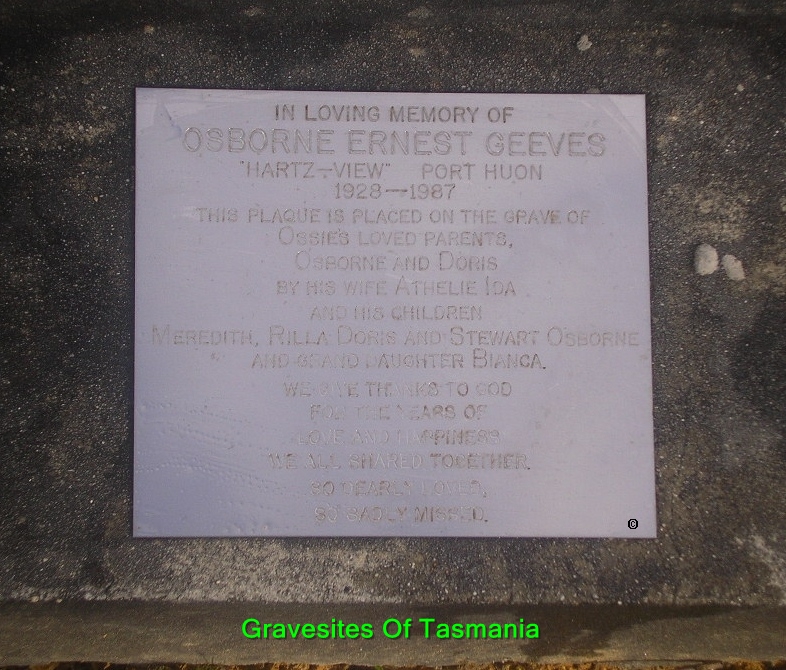 IN LOVING MEMORY OF
OSBORNE ERNEST GEEVES
"HARTZ-VIEW" PORT HUON
1928-1987
THIS PLAQUE IS PLACED ON THE GRAVE OF
OSSIE'S LOVED PARENTS,
OSBORNE AND DORIS
BY HIS WIFE ATHELIE IDA
AND HIS CHILDREN
MEREDITH, RILLA DORIS AND STEWART OSBORNE
AND GRAND DAUGHTER BIANCA.
WE GIVE THANKS TO GOD
FOR THE YEARS OF
LOVE AND HAPPINESS
WE ALL SHARED TOGETHER.
SO DEARLY LOVED,
SO SADLY MISSED.
©
Gravesites Of Tasmania